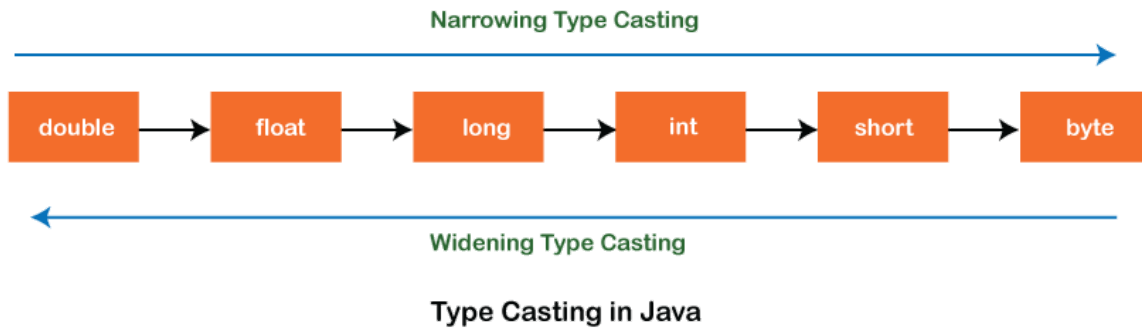 Narrowing Type Casting
double float long int short byte
Widening Type Casting
Type Casting in Java